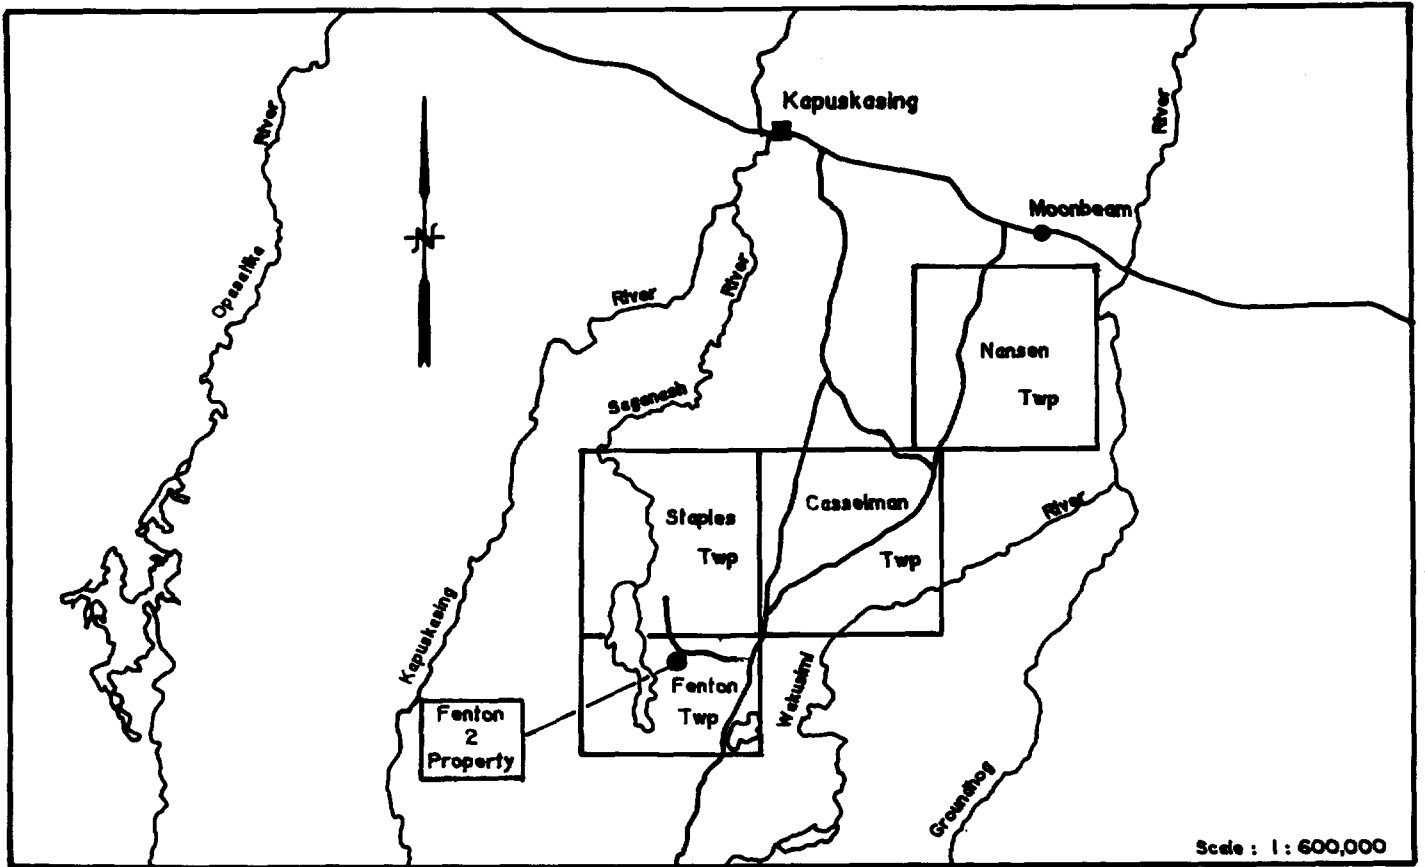 Kapuskasing
River
River
Moonbeam
N
Opasatika
River
River
Nansen
Twp
Saganash
Casselman
Twp
River
Staples
Twp
Kapuskasing
Wakusimi
Fenton
Twp
Fenton
2
Property
Groundhog
Scale : 1 : 600,000